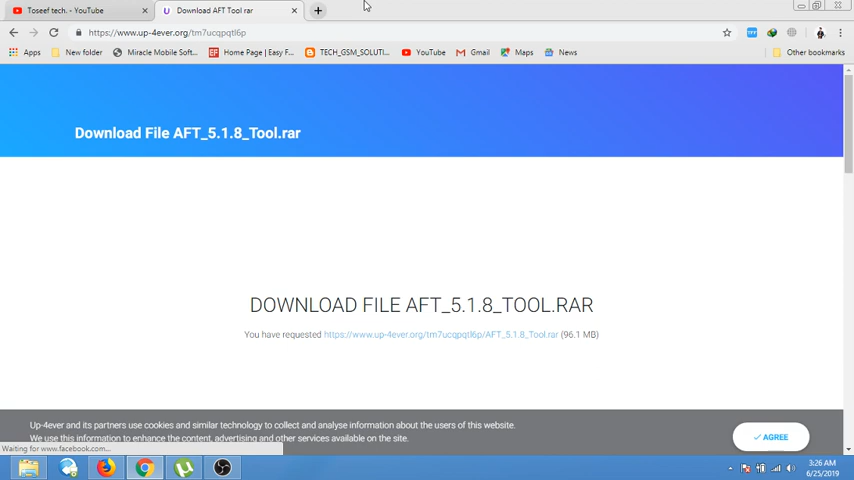 Toseef tech. - YouTube
Download AFT Tool rar
https://www.up-4ever.org/tm7ucqpqtl6p
Apps
New folder
Miracle Mobile Soft...
EF Home Page | Easy F...
TECH_GSM_SOLUTI...
YouTube
Gmail
Maps
News
Other bookmarks
Download File AFT_5.1.8_Tool.rar
DOWNLOAD FILE AFT_5.1.8_TOOL.RAR
You have requested https://www.up-4ever.org/tm7ucqpqtl6p/AFT_5.1.8_Tool.rar (96.1 MB)
Up-4ever and its partners use cookies and similar technology to collect and analyse information about the users of this website.
We use this information to enhance the content, advertising and other services available on the site.
AGREE
Waiting for www.facebook.com...
3:26 AM
6/25/2019